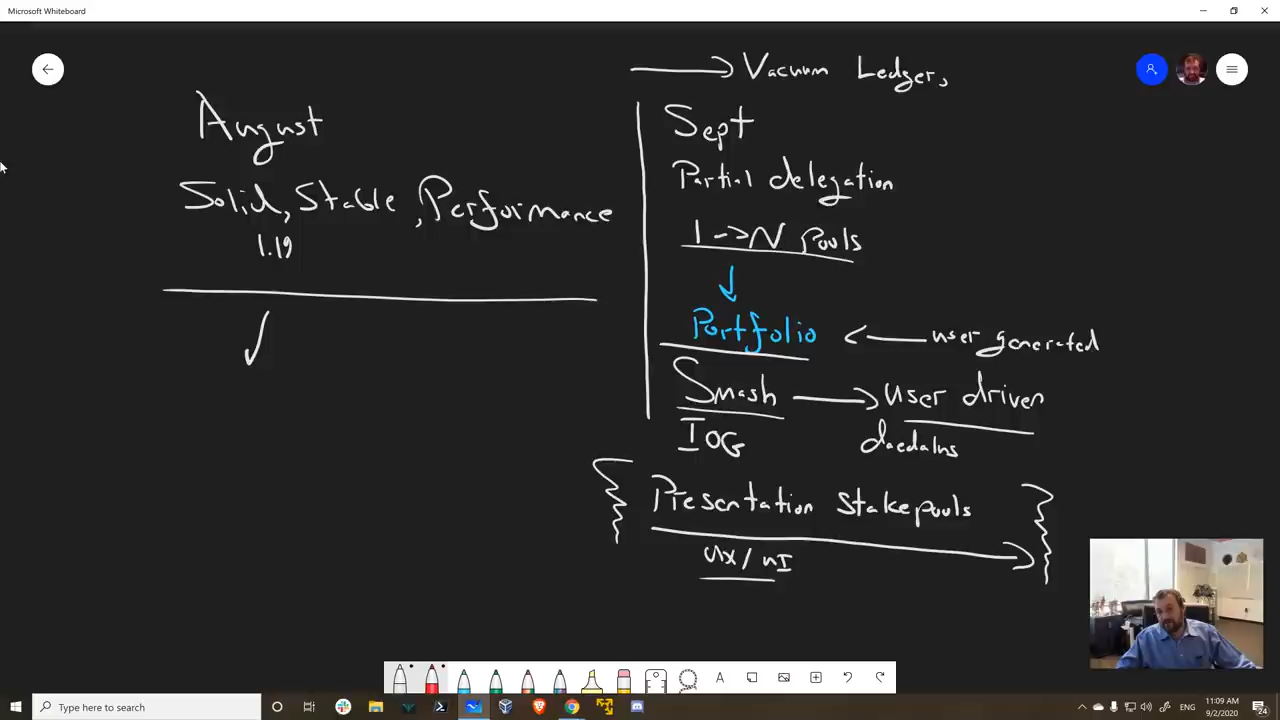 Microsoft Whiteboard
August
Solid, Stable, Performance
1.19
Vacuum Ledger,
Sept
Partial delegation
1 -> N Pools
Portfolio
user generated
Smash
user driven
IOG
daedalus
Presentation stakepools
ux/uI
Type here to search
ENG
11:09 AM
9/2/2020
24